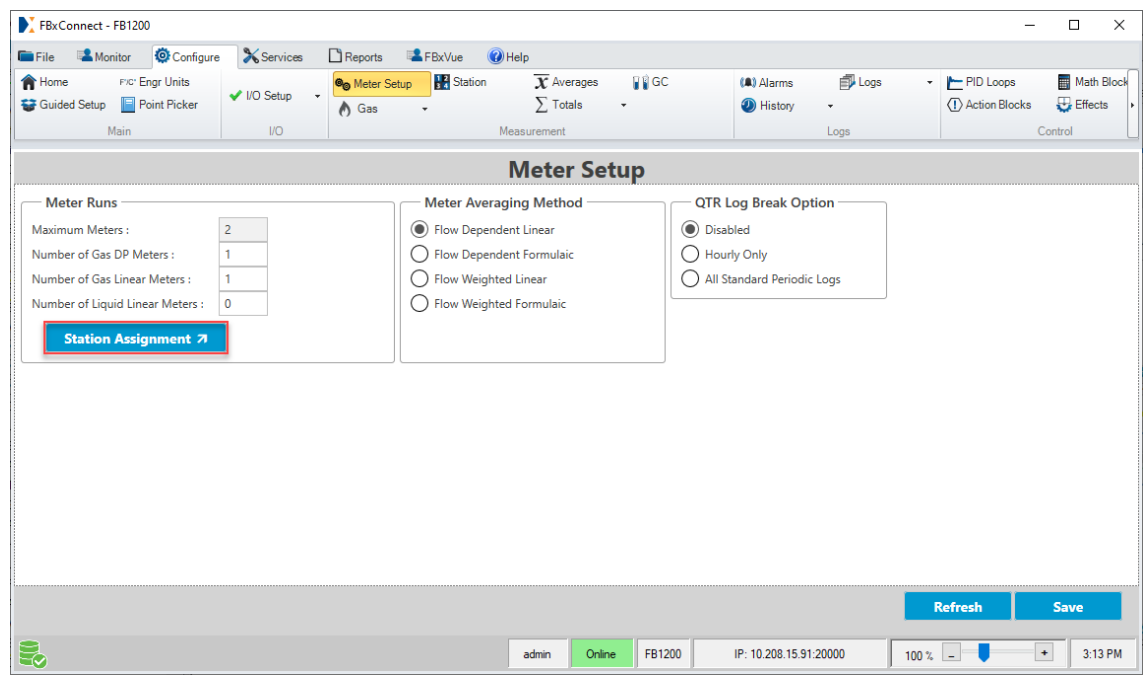 FBxConnect - FB1200
File Monitor Configure Services Reports FBxVue Help
Home Engr Units I/O Setup Meter Setup Station Averages GC Alarms Logs PID Loops Math Block
Guided Setup Point Picker Gas Totals History Action Blocks Effects
Main I/O Measurement Logs Control
Meter Setup
Meter Runs
Maximum Meters : 2
Number of Gas DP Meters : 1
Number of Gas Linear Meters : 1
Number of Liquid Linear Meters : 0
Station Assignment
Meter Averaging Method
Flow Dependent Linear
Flow Dependent Formulaic
Flow Weighted Linear
Flow Weighted Formulaic
QTR Log Break Option
Disabled
Hourly Only
All Standard Periodic Logs
Refresh Save
admin Online FB1200 IP: 10.208.15.91:20000 100 % - + 3:13 PM